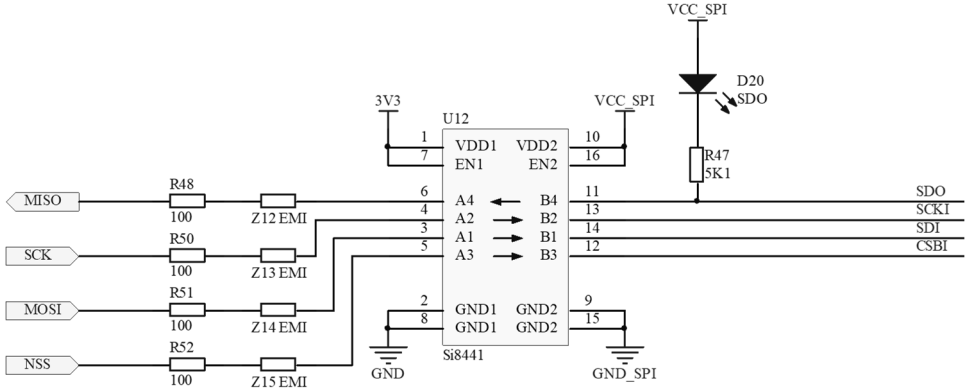 VCC_SPI
D20
SDO
3V3
VCC_SPI
U12
1 VDD1 VDD2 10
7 EN1 EN2 16
R47
5K1
MISO R48 100 Z12 EMI 6 A4 B4 11 SDO
4 A2 B2 13 SCKI
SCK R50 100 Z13 EMI 3 A1 B1 14 SDI
5 A3 B3 12 CSBI
MOSI R51 100 Z14 EMI 2 GND1 GND2 9
8 GND1 GND2 15
Si8441
NSS R52 100 Z15 EMI GND GND_SPI